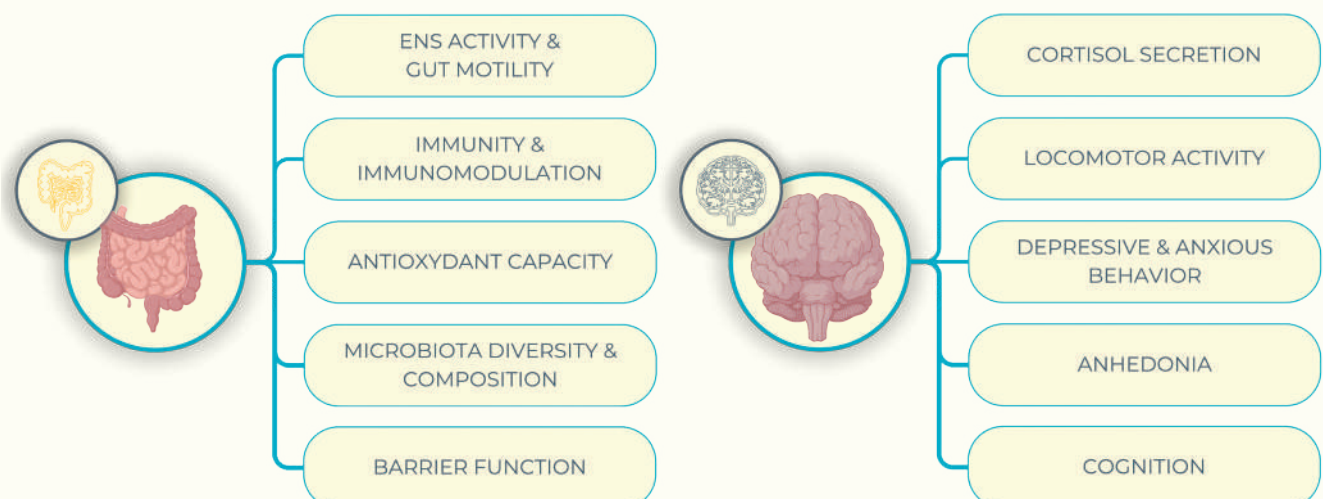 ENS ACTIVITY &
GUT MOTILITY
IMMUNITY &
IMMUNOMODULATION
ANTIOXYDANT CAPACITY
MICROBIOTA DIVERSITY &
COMPOSITION
BARRIER FUNCTION
CORTISOL SECRETION
LOCOMOTOR ACTIVITY
DEPRESSIVE & ANXIOUS
BEHAVIOR
ANHEDONIA
COGNITION